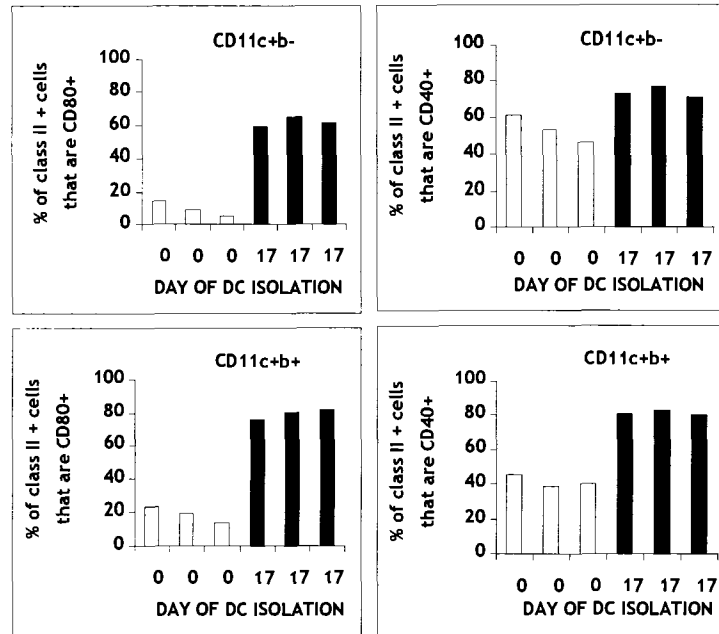 CD11c+b-
% of class II + cells
that are CD80+
100
80
60
40
20
0
0 0 0 17 17 17
DAY OF DC ISOLATION
CD11c+b-
% of class II + cells
that are CD40+
100
80
60
40
20
0
0 0 0 17 17 17
DAY OF DC ISOLATION
CD11c+b+
% of class II + cells
that are CD80+
100
80
60
40
20
0
0 0 0 17 17 17
DAY OF DC ISOLATION
CD11c+b+
% of class II + cells
that are CD40+
100
80
60
40
20
0
0 0 0 17 17 17
DAY OF DC ISOLATION